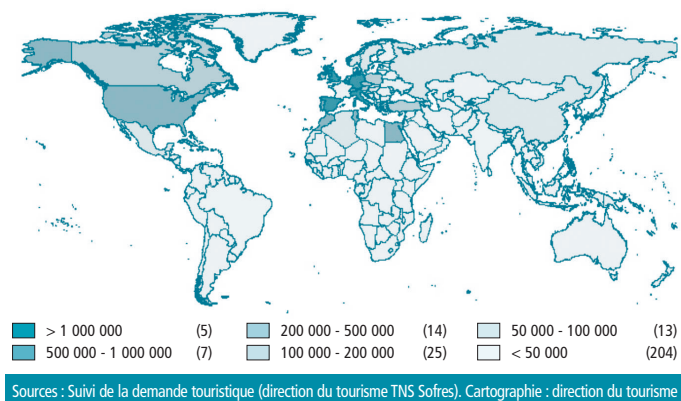 > 1 000 000 (5) 200 000 - 500 000 (14) 50 000 - 100 000 (13)
500 000 - 1 000 000 (7) 100 000 - 200 000 (25) < 50 000 (204)
Sources : Suivi de la demande touristique (direction du tourisme TNS Sofres). Cartographie : direction du tourisme